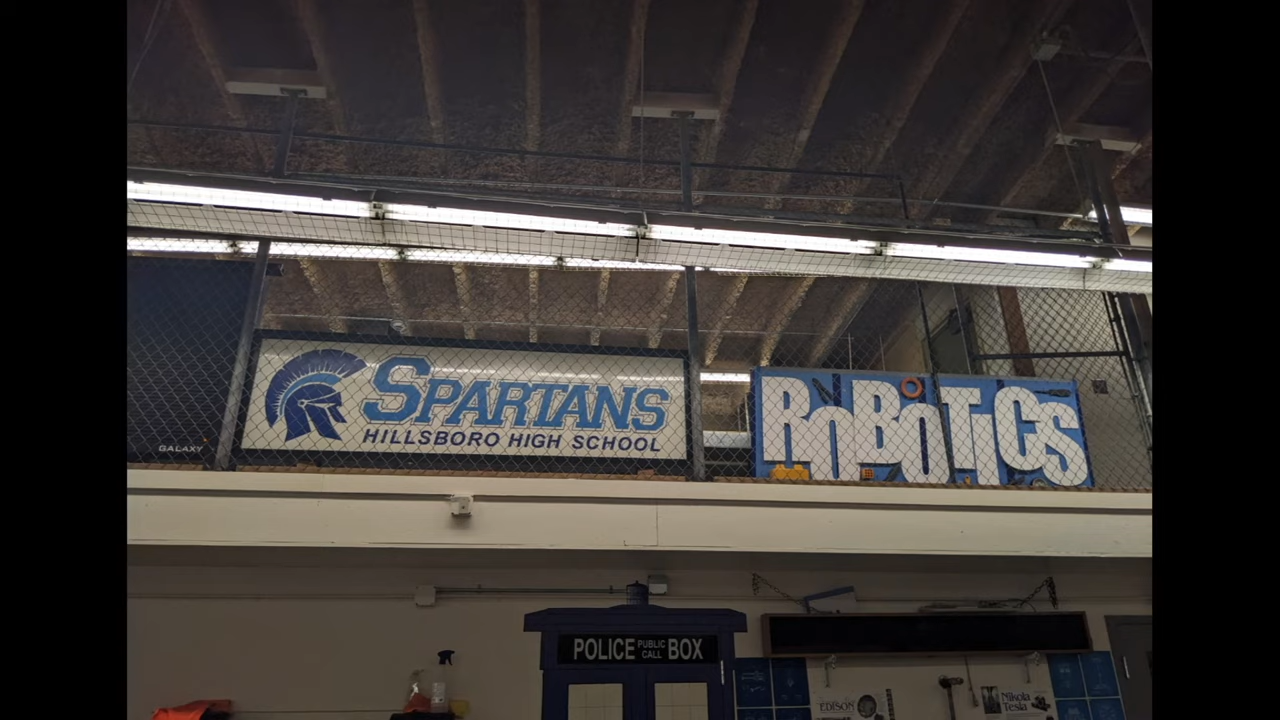 SPARTANS
HILLSBORO HIGH SCHOOL
ROBOTICS
GALAXY
POLICE PUBLIC CALL BOX
EDISON
Nikola
Tesla